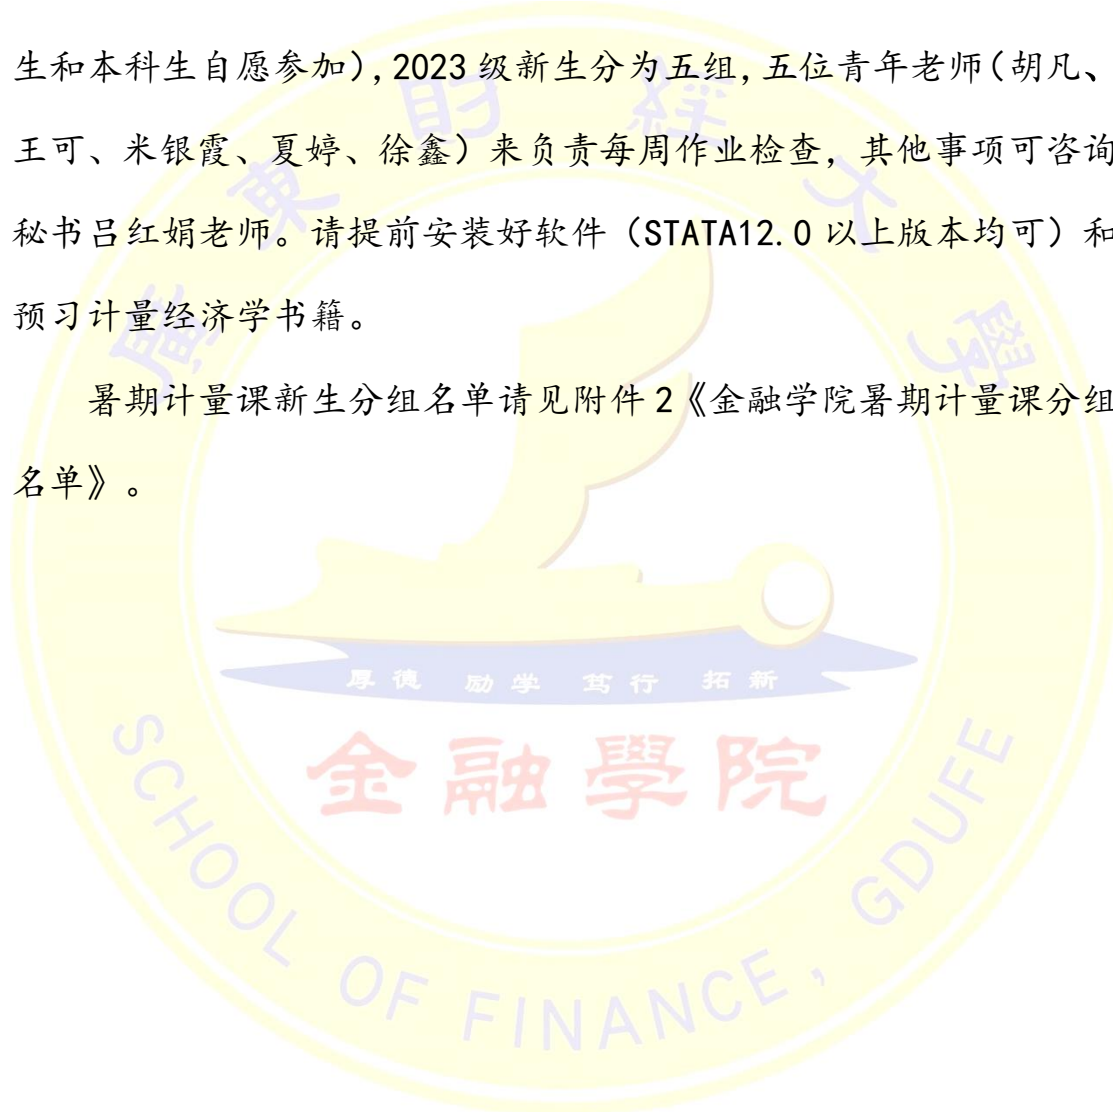 生和本科生自愿参加),2023级新生分为五组,五位青年老师(胡凡、
王可、米银霞、夏婷、徐鑫)来负责每周作业检查,其他事项可咨询
秘书吕红娟老师。请提前安装好软件(STATA12.0以上版本均可)和
预习计量经济学书籍。
暑期计量课新生分组名单请见附件2《金融学院暑期计量课分组
名单》。
廣東財經大學
厚德 励学 笃行 拓新
金融學院
SCHOOL OF FINANCE, GDUFE